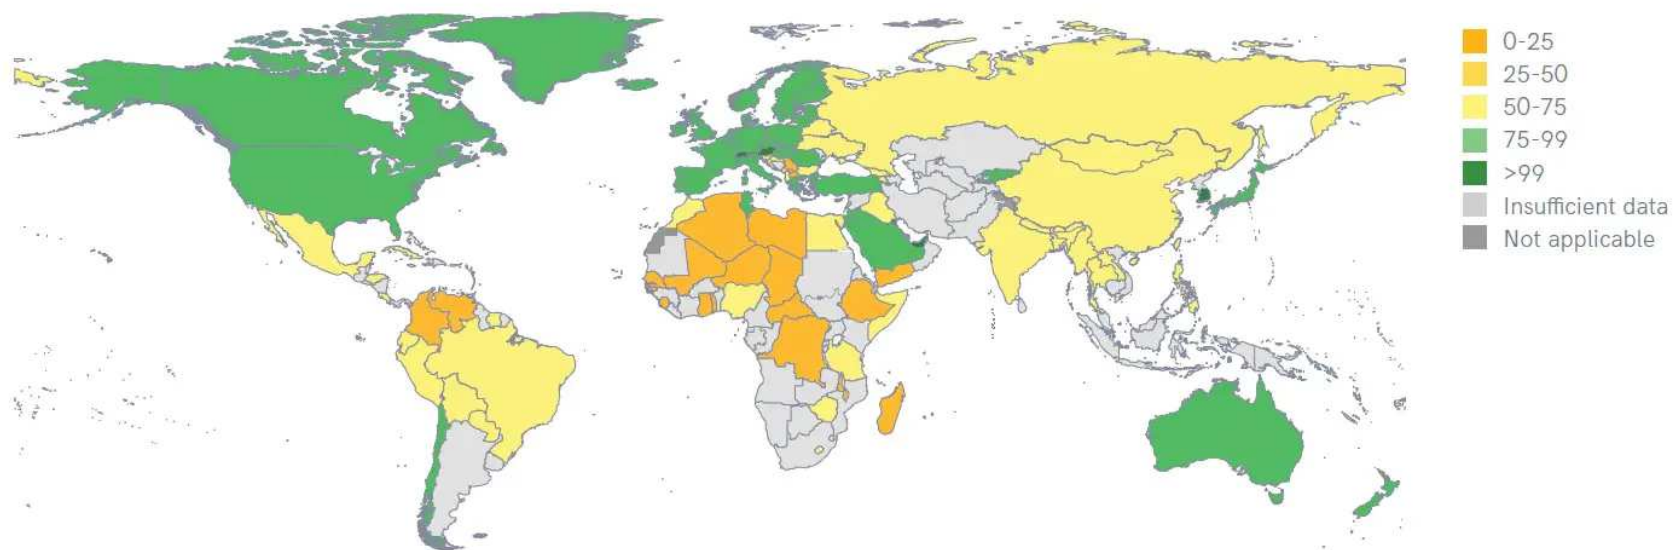 0-25
25-50
50-75
75-99
>99
Insufficient data
Not applicable